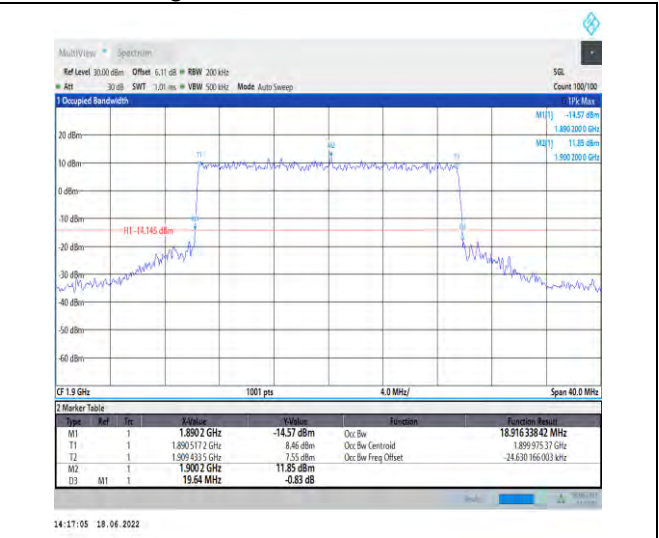 MultiView Spectrum
Ref Level 30.00 dBm Offset 6.11 dB RBW 200 kHz SGL
Att 30 dB SWT 1.01 ms VBW 500 kHz Mode Auto Sweep Count 100/100
1 Occupied Bandwidth 1Pk Max
M1[1] -14.57 dBm
1.890 200 0 GHz
M2[1] 11.85 dBm
1.900 200 0 GHz
20 dBm
M2
T1
10 dBm
0 dBm
-10 dBm
H1 -14.145 dBm
-20 dBm
-30 dBm
-40 dBm
-50 dBm
-60 dBm
CF 1.9 GHz 1001 pts 4.0 MHz/ Span 40.0 MHz
2 Marker Table
Type Ref Trc X-Value Y-Value Function Function Result
M1 1 1.8902 GHz -14.57 dBm Occ Bw 18.916 338 42 MHz
T1 1 1.890 517 2 GHz 8.46 dBm Occ Bw Centroid 1.899 975 37 GHz
T2 1 1.909 433 5 GHz 7.55 dBm Occ Bw Freq Offset -24.630 166 003 kHz
M2 1 1.9002 GHz 11.85 dBm
D3 M1 1 19.64 MHz -0.83 dB
14:17:05 18.06.2022